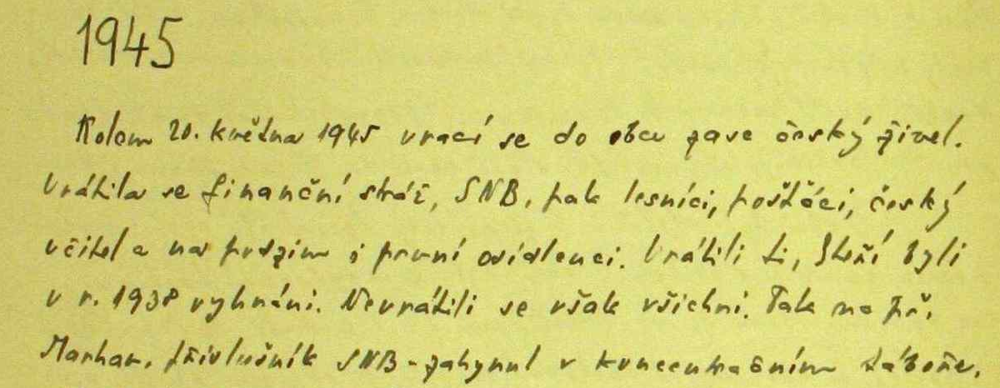 1945
Kolem 20. května 1945 vrací se do obce zase český živel.
Vrátila se finanční stráž, SNB, pak lesníci, pošťáci, český
učitel a na podzim i první osídlenci. Vrátili ti, kteří byli
v r. 1938 vyhnáni. Nevrátili se však všichni. Tak na př.
Marhan, příslušník SNB - zahynul v koncentračním táboře.